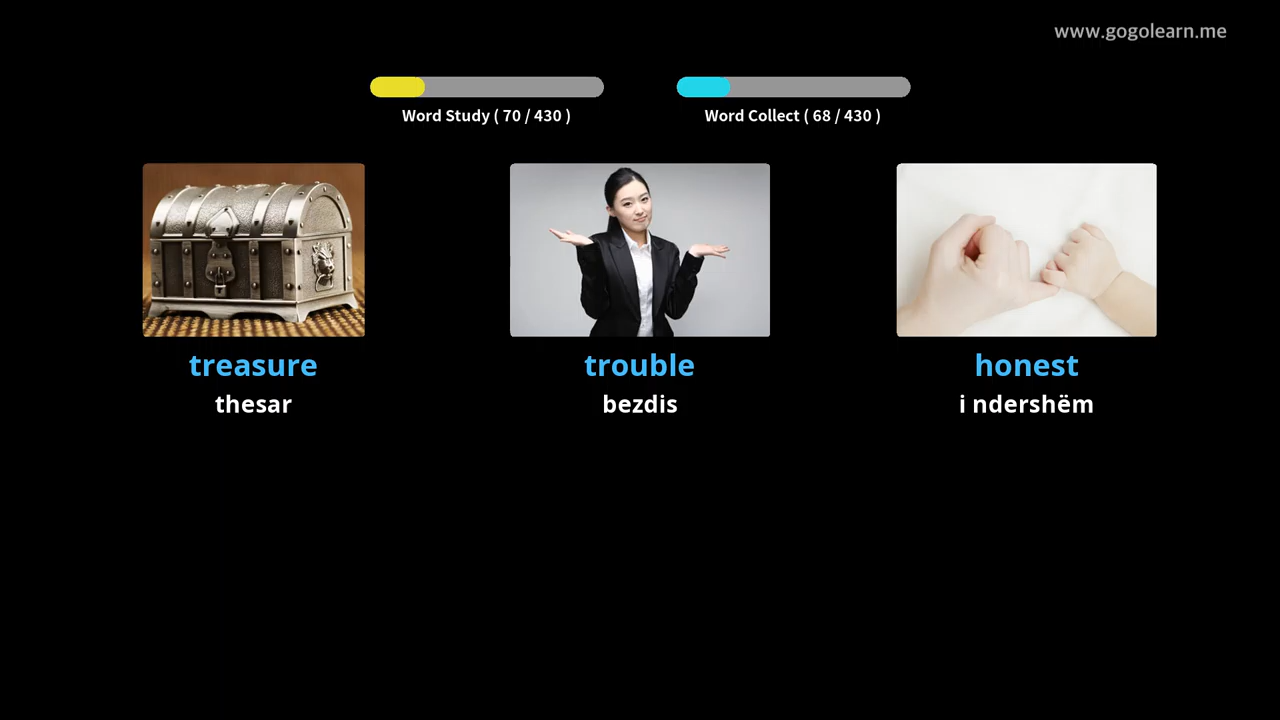 www.gogolearn.me
Word Study ( 70 / 430 )
Word Collect ( 68 / 430 )
treasure
thesar
trouble
bezdis
honest
i ndershëm